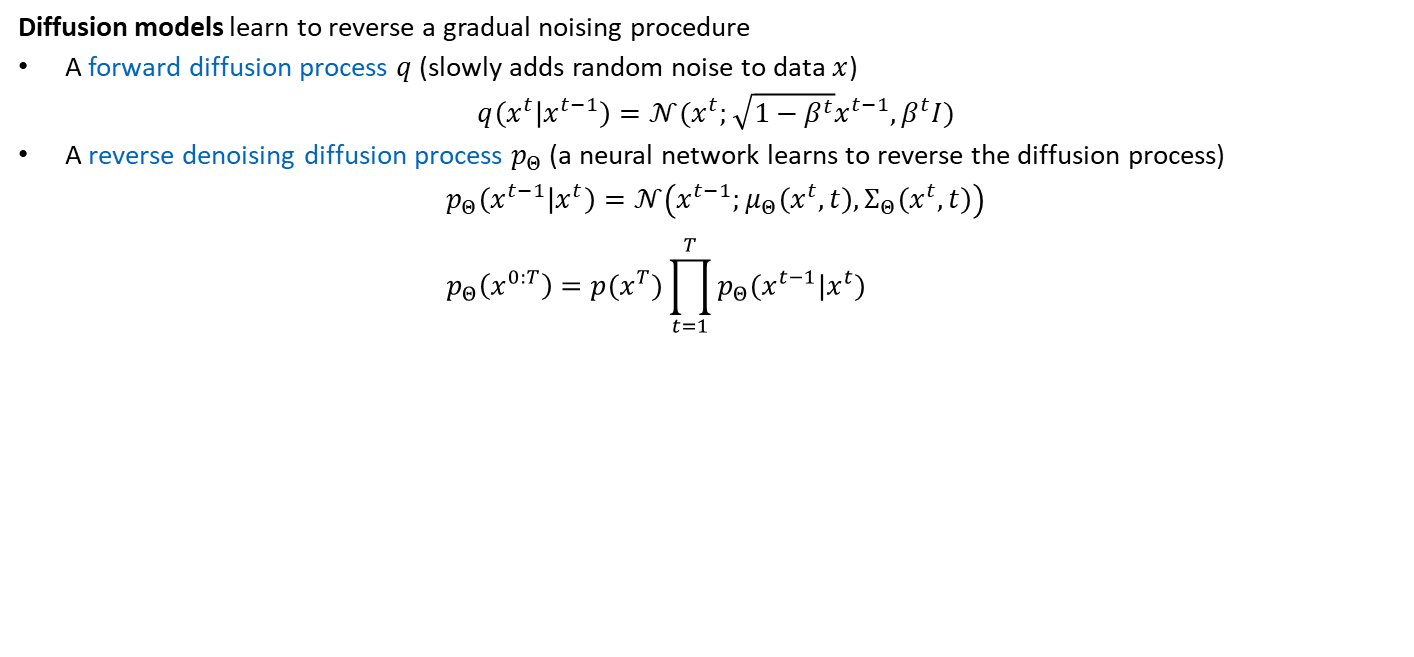 Diffusion models learn to reverse a gradual noising procedure
• A forward diffusion process q (slowly adds random noise to data x)
q(x^t|x^{t−1}) = 𝒩(x^t; √(1 − β^t)x^{t−1}, β^t I)
• A reverse denoising diffusion process p_Θ (a neural network learns to reverse the diffusion process)
p_Θ(x^{t−1}|x^t) = 𝒩(x^{t−1}; μ_Θ(x^t, t), Σ_Θ(x^t, t))
p_Θ(x^{0:T}) = p(x^T) ∏_{t=1}^{T} p_Θ(x^{t−1}|x^t)